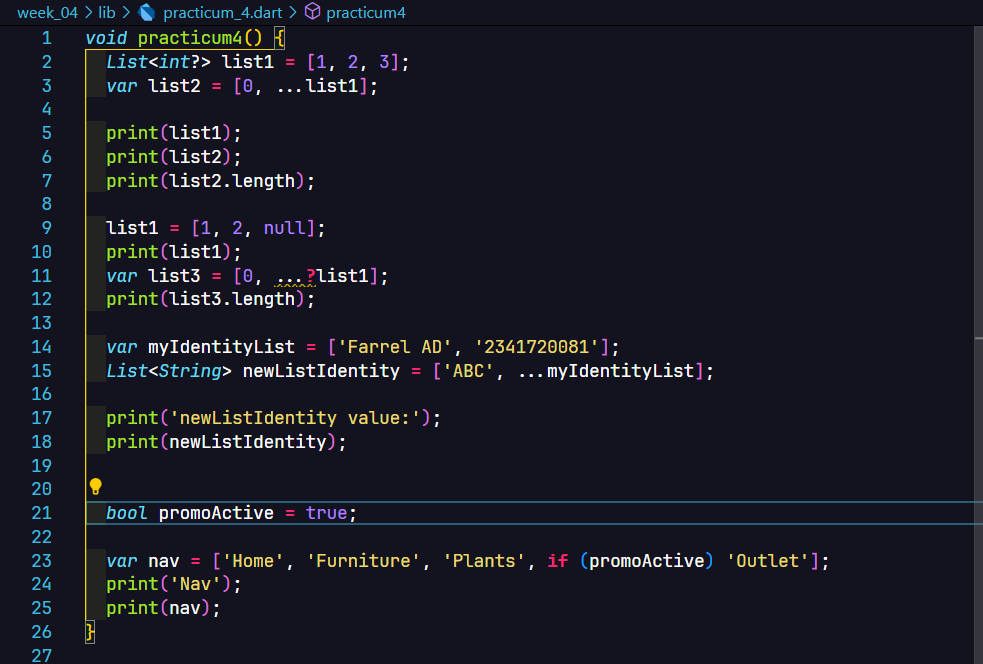 week_04 > lib > practicum_4.dart > practicum4
1 void practicum4() {
2 List<int?> list1 = [1, 2, 3];
3 var list2 = [0, ...list1];
4
5 print(list1);
6 print(list2);
7 print(list2.length);
8
9 list1 = [1, 2, null];
10 print(list1);
11 var list3 = [0, ...?list1];
12 print(list3.length);
13
14 var myIdentityList = ['Farrel AD', '2341720081'];
15 List<String> newListIdentity = ['ABC', ...myIdentityList];
16
17 print('newListIdentity value:');
18 print(newListIdentity);
19
20
21 bool promoActive = true;
22
23 var nav = ['Home', 'Furniture', 'Plants', if (promoActive) 'Outlet'];
24 print('Nav');
25 print(nav);
26 }
27